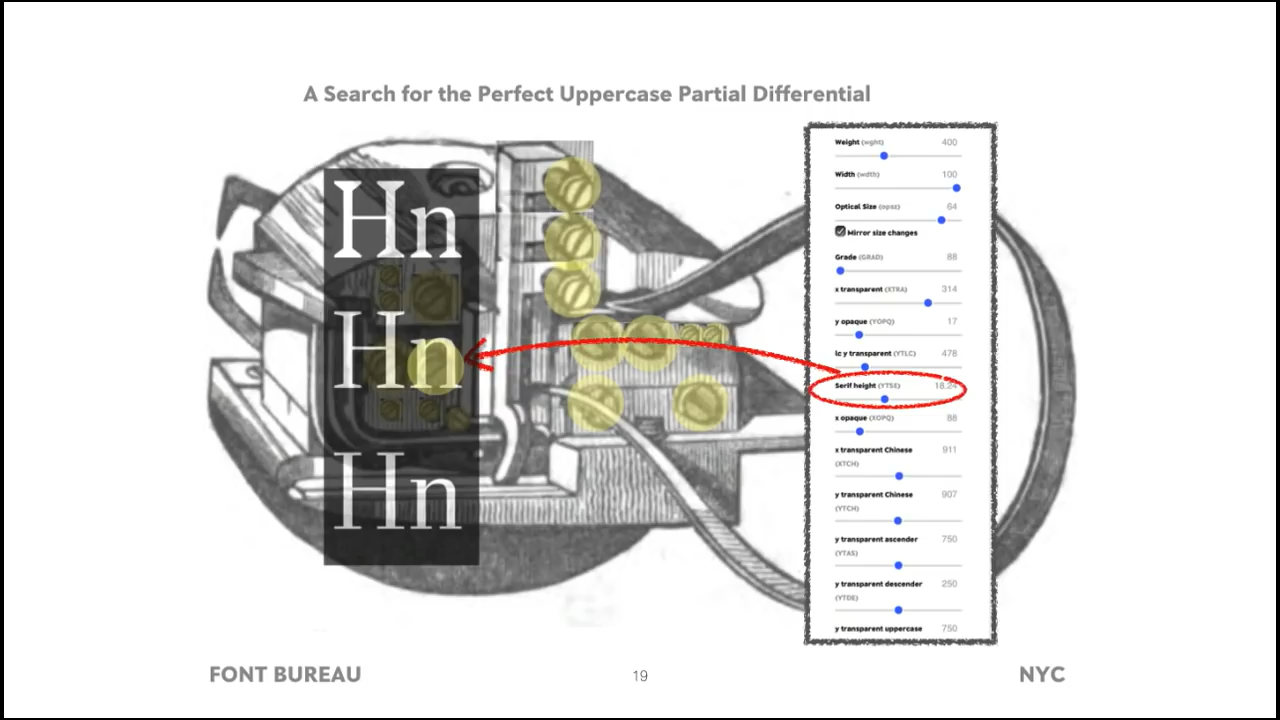 A Search for the Perfect Uppercase Partial Differential
Hn
Hn
Hn
Weight (wght) 400
Width (wdth) 100
Optical Size (opsz) 64
Mirror size changes
Grade (GRAD) 88
x transparent (XTRA) 314
y opaque (YOPQ) 17
lc y transparent (YTLC) 478
Serif height (YTSE) 18.24
x opaque (XOPQ) 88
x transparent Chinese 911
(XTCH)
y transparent Chinese 907
(YTCH)
y transparent ascender 750
(YTAS)
y transparent descender 250
(YTDE)
y transparent uppercase 750
FONT BUREAU 19 NYC